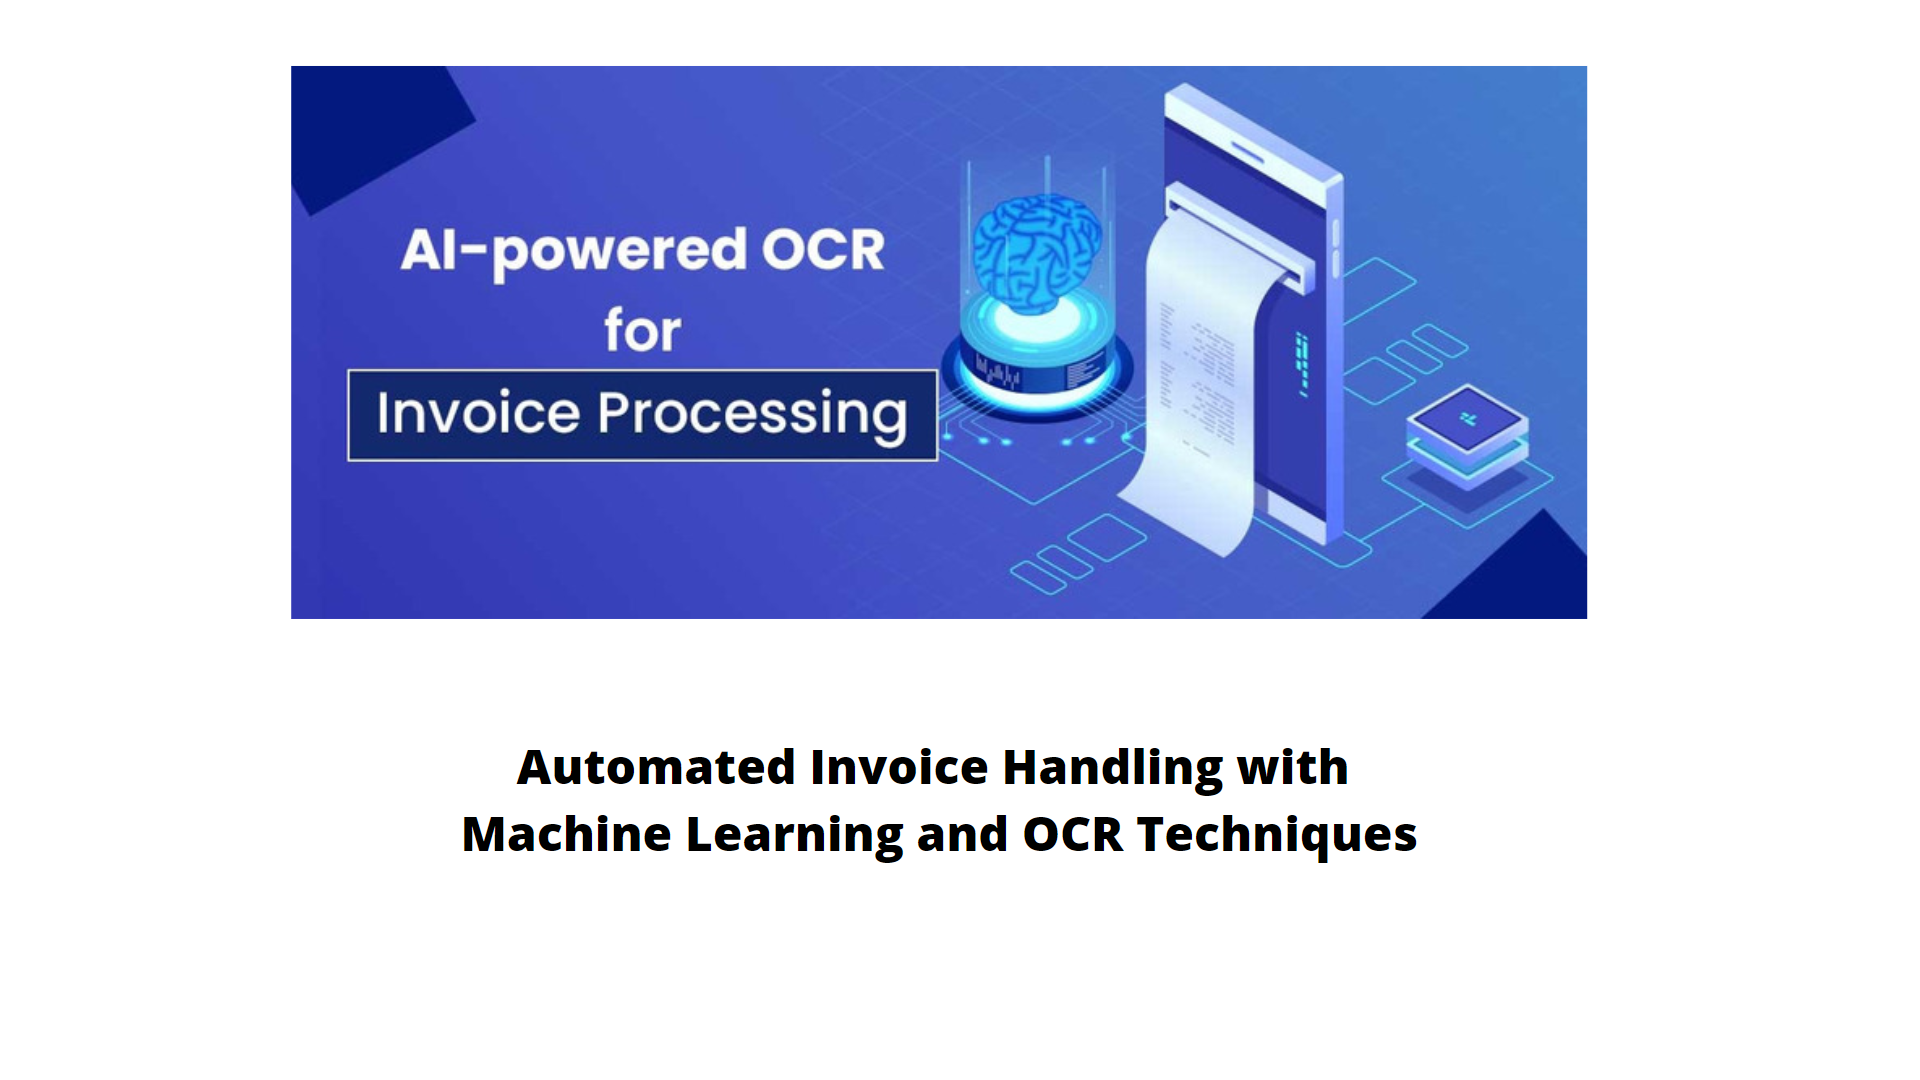 AI-powered OCR
for
Invoice Processing
Automated Invoice Handling with
Machine Learning and OCR Techniques